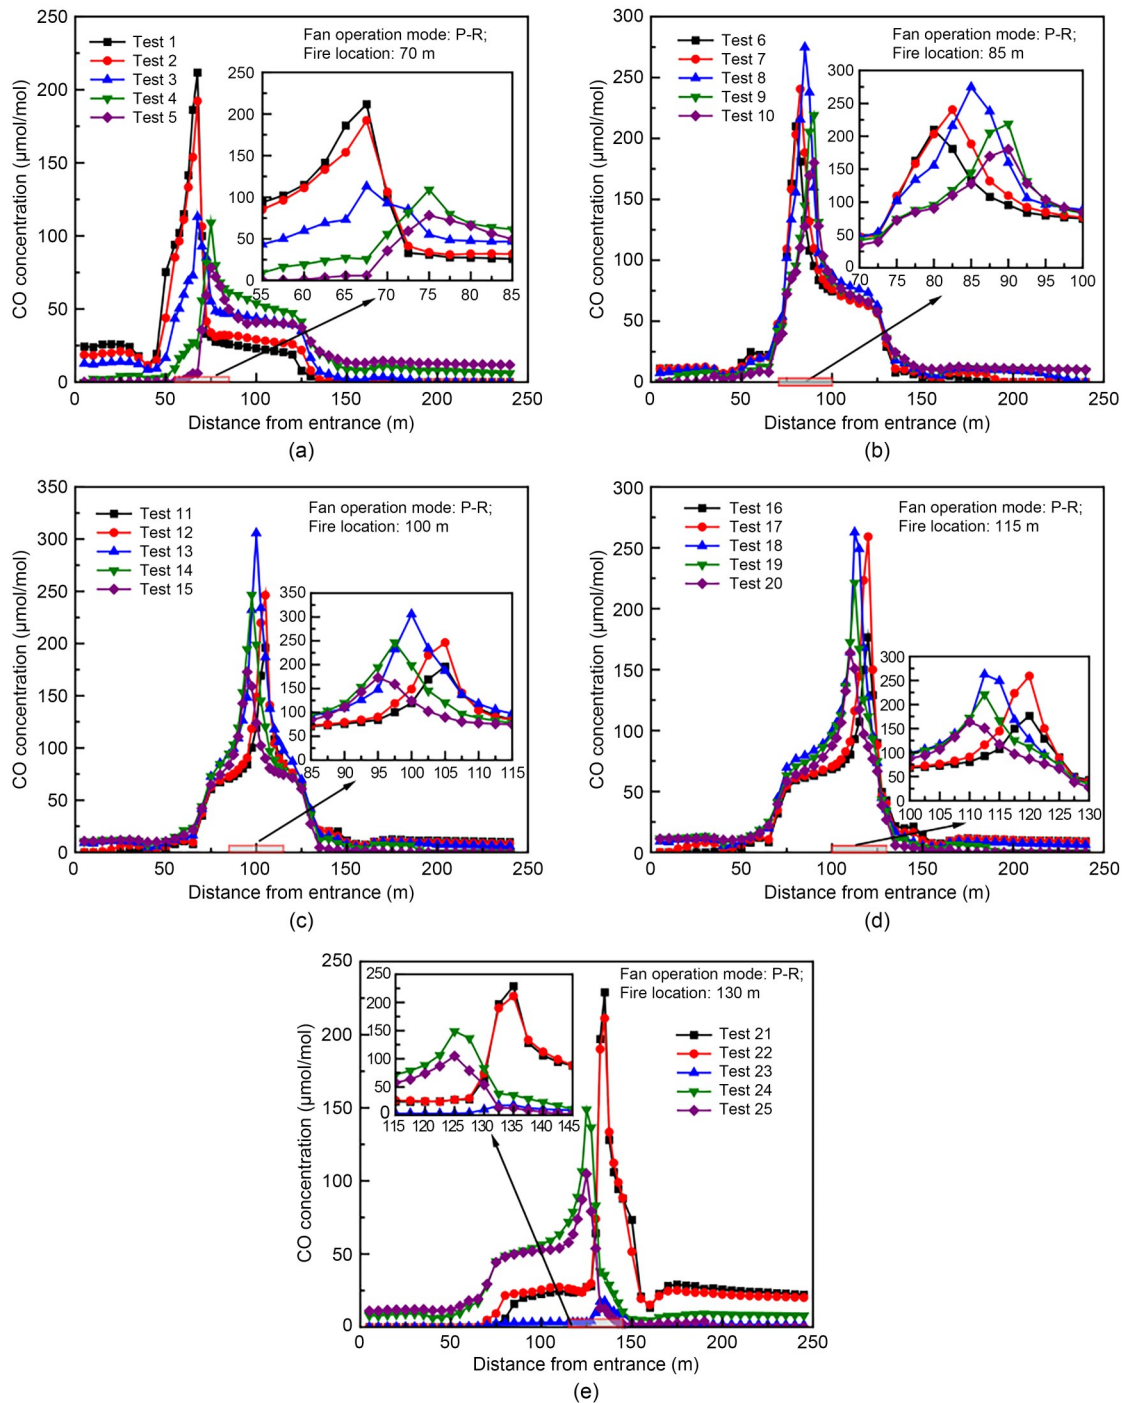 Fan operation mode: P-R;
Fire location: 70 m
Test 1
Test 2
Test 3
Test 4
Test 5
CO concentration (μmol/mol)
250
200
150
100
50
0
250
200
150
100
50
0
55 60 65 70 75 80 85
0 50 100 150 200 250
Distance from entrance (m)
(a)
Fan operation mode: P-R;
Fire location: 85 m
Test 6
Test 7
Test 8
Test 9
Test 10
CO concentration (μmol/mol)
300
250
200
150
100
50
0
300
250
200
150
100
50
0
70 75 80 85 90 95 100
0 50 100 150 200 250
Distance from entrance (m)
(b)
Fan operation mode: P-R;
Fire location: 100 m
Test 11
Test 12
Test 13
Test 14
Test 15
CO concentration (μmol/mol)
350
300
250
200
150
100
50
0
350
300
250
200
150
100
50
0
85 90 95 100 105 110 115
0 50 100 150 200 250
Distance from entrance (m)
(c)
Fan operation mode: P-R;
Fire location: 115 m
Test 16
Test 17
Test 18
Test 19
Test 20
CO concentration (μmol/mol)
300
250
200
150
100
50
0
300
250
200
150
100
50
0
100 105 110 115 120 125 130
0 50 100 150 200 250
Distance from entrance (m)
(d)
Fan operation mode: P-R;
Fire location: 130 m
Test 21
Test 22
Test 23
Test 24
Test 25
CO concentration (μmol/mol)
250
200
150
100
50
0
250
200
150
100
50
0
115 120 125 130 135 140 145
0 50 100 150 200 250
Distance from entrance (m)
(e)